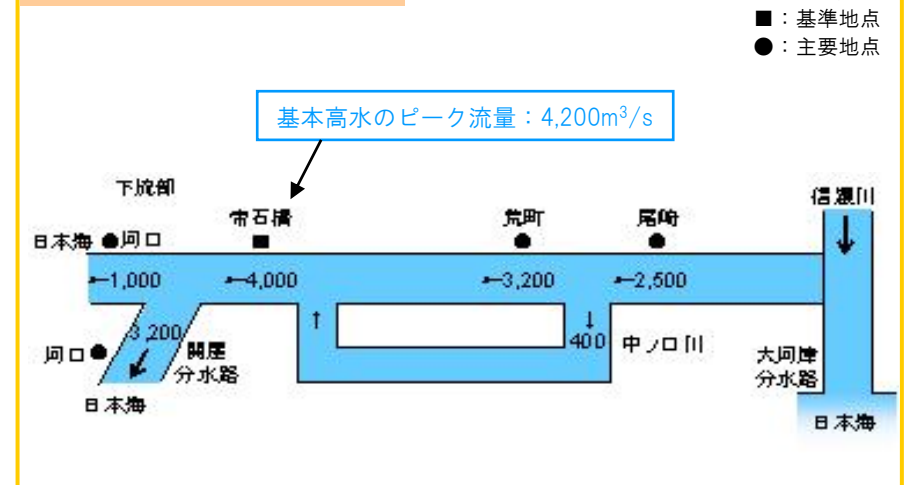 ■：基準地点
●：主要地点
基本高水のピーク流量：4,200m³/s
下流部
信濃川
帝石橋
荒町
尾崎
日本海 ●河口
←1,000
←4,000
←3,200
←2,500
3,200
↑
↓
400
中ノ口川
河口●
関屋
分水路
大河津
分水路
日本海
日本海